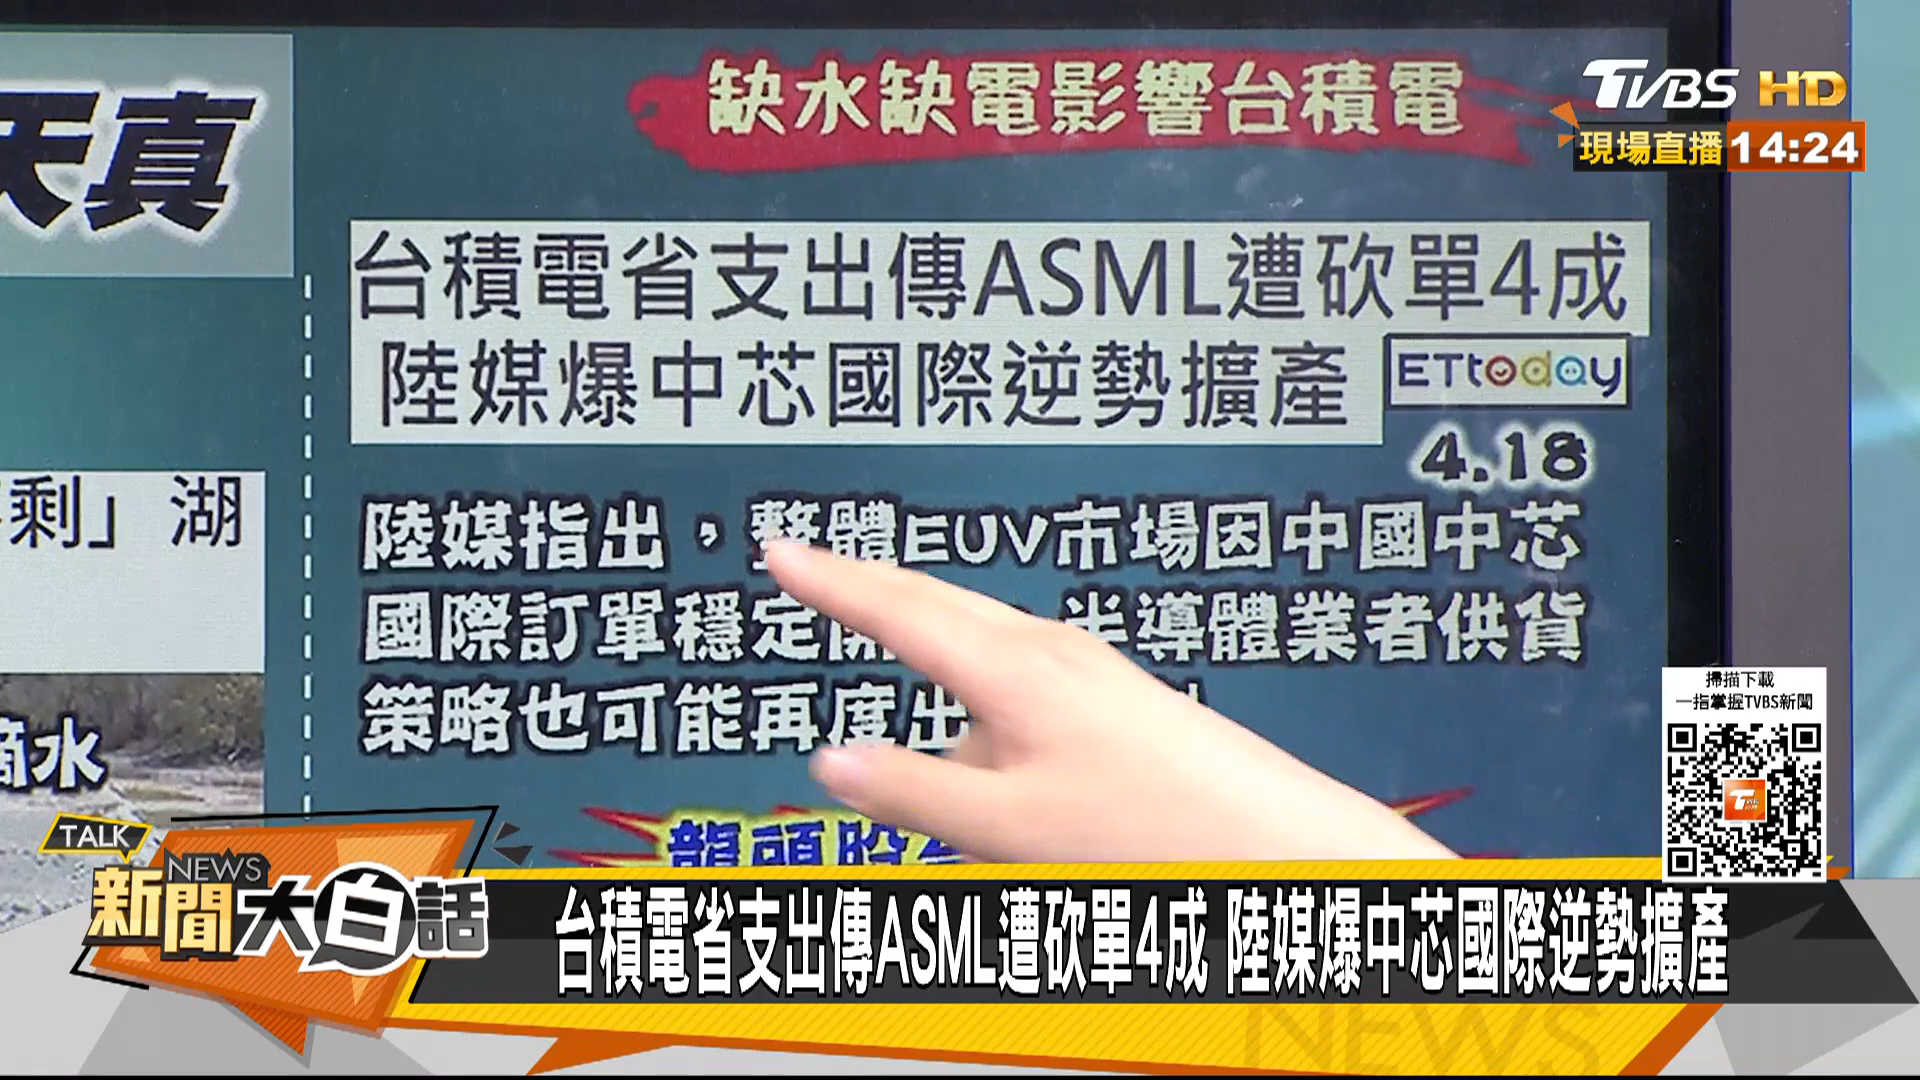 天真
缺水缺電影響台積電
TVBS HD
現場直播 14:24
台積電省支出傳ASML遭砍單4成
陸媒爆中芯國際逆勢擴產
ETtoday
4.18
剩」湖
陸媒指出，整體EUV市場因中國中芯
國際訂單穩定開 半導體業者供貨
策略也可能再度出
滴水
龍頭股
掃描下載
一指掌握TVBS新聞
TALK
NEWS
新聞大白話
台積電省支出傳ASML遭砍單4成 陸媒爆中芯國際逆勢擴產
NEWS